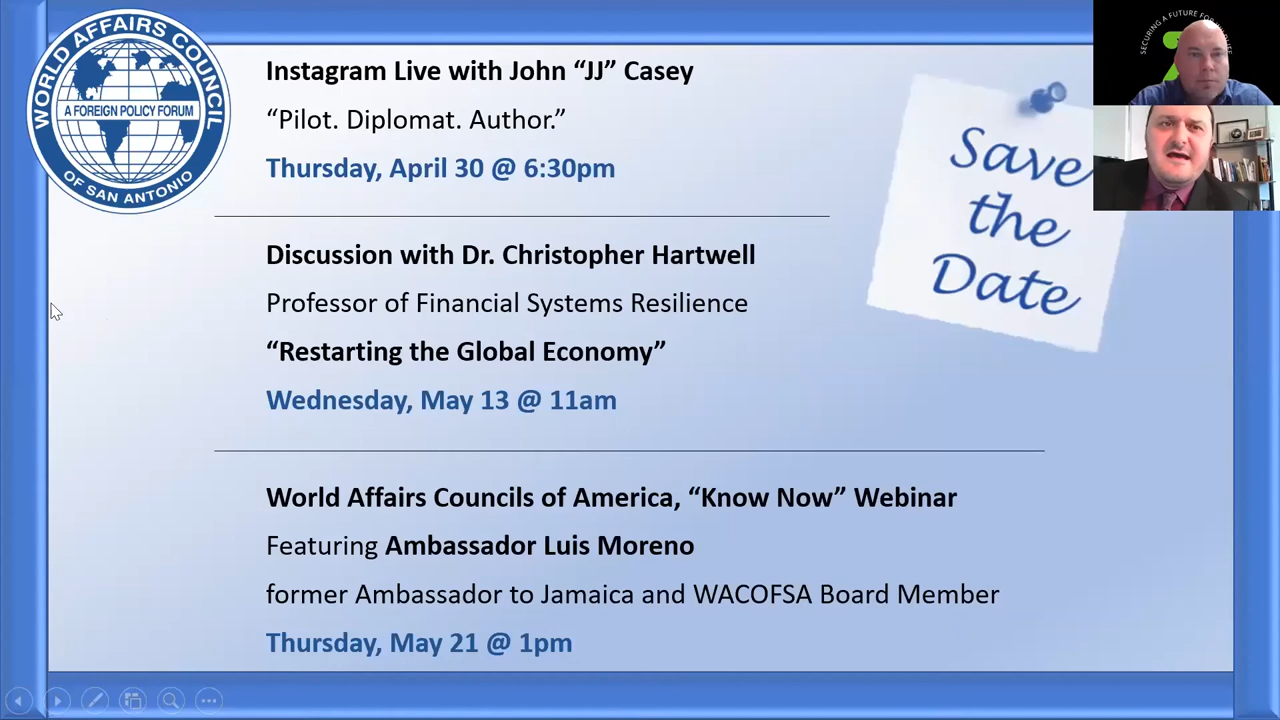 WORLD AFFAIRS COUNCIL
A FOREIGN POLICY FORUM
OF SAN ANTONIO
Instagram Live with John “JJ” Casey
“Pilot. Diplomat. Author.”
Thursday, April 30 @ 6:30pm
Discussion with Dr. Christopher Hartwell
Professor of Financial Systems Resilience
“Restarting the Global Economy”
Wednesday, May 13 @ 11am
World Affairs Councils of America, “Know Now” Webinar
Featuring Ambassador Luis Moreno
former Ambassador to Jamaica and WACOFSA Board Member
Thursday, May 21 @ 1pm
Save
the
Date
SECURING A FUTURE FOR